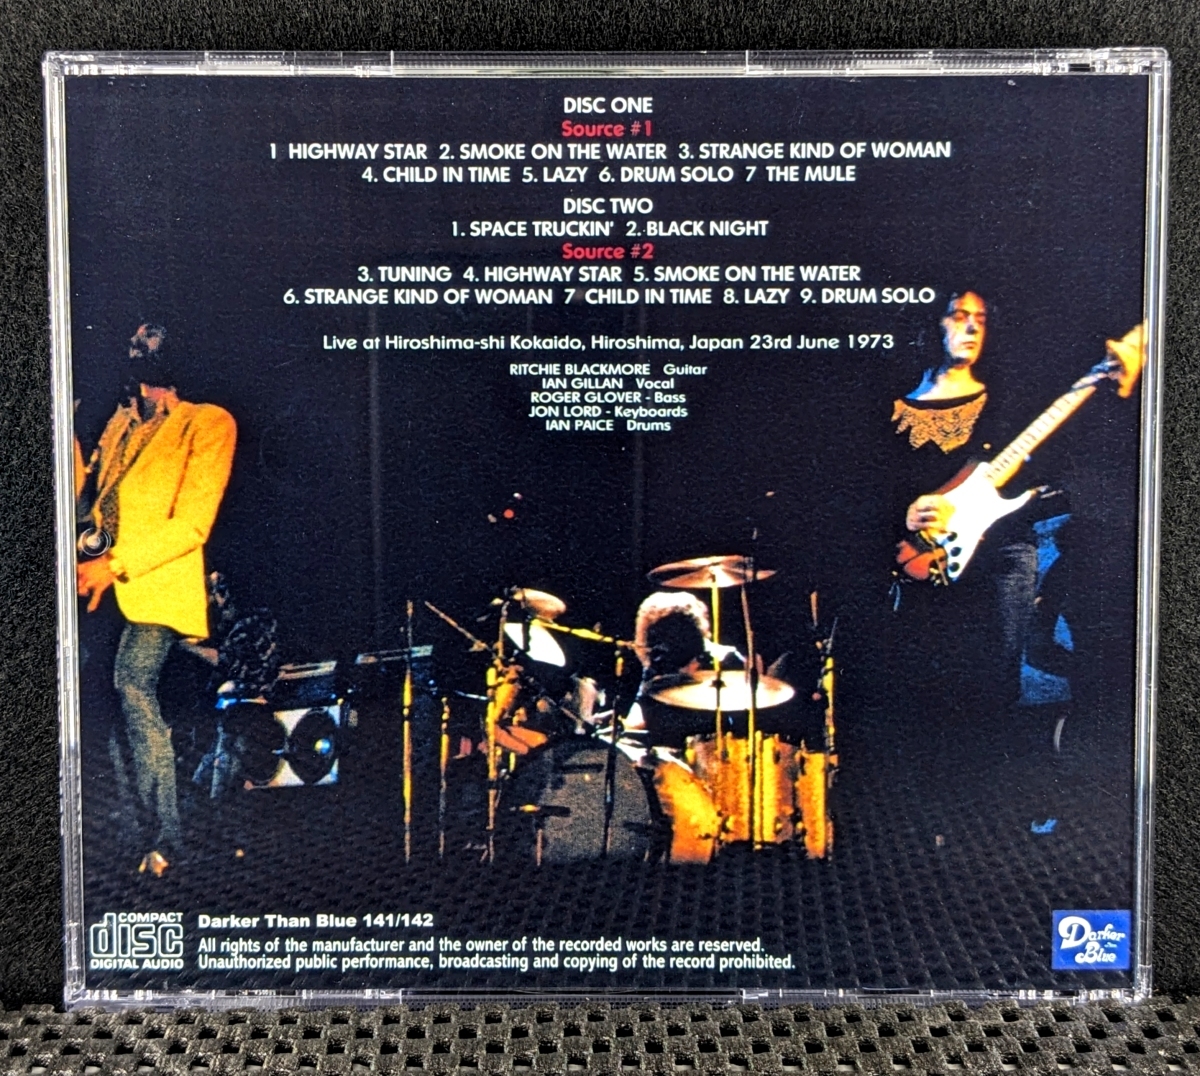 DISC ONE
Source #1
1 HIGHWAY STAR 2. SMOKE ON THE WATER 3. STRANGE KIND OF WOMAN
4. CHILD IN TIME 5. LAZY 6. DRUM SOLO 7 THE MULE
DISC TWO
1. SPACE TRUCKIN' 2. BLACK NIGHT
Source #2
3. TUNING 4. HIGHWAY STAR 5. SMOKE ON THE WATER
6. STRANGE KIND OF WOMAN 7 CHILD IN TIME 8. LAZY 9. DRUM SOLO
Live at Hiroshima-shi Kokaido, Hiroshima, Japan 23rd June 1973
RITCHIE BLACKMORE Guitar
IAN GILLAN Vocal
ROGER GLOVER - Bass
JON LORD - Keyboards
IAN PAICE Drums
COMPACT
disc
DIGITAL AUDIO
Darker Than Blue 141/142
All rights of the manufacturer and the owner of the recorded works are reserved.
Unauthorized public performance, broadcasting and copying of the record prohibited.
Darker
Blue